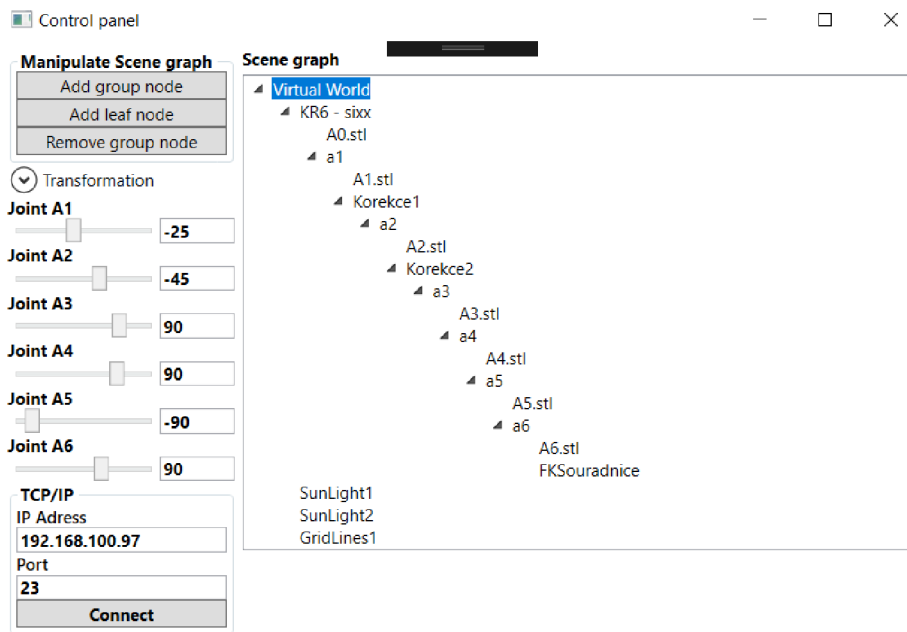 Control panel
Manipulate Scene graph
Add group node
Add leaf node
Remove group node
Transformation
Joint A1
-25
Joint A2
-45
Joint A3
90
Joint A4
90
Joint A5
-90
Joint A6
90
TCP/IP
IP Adress
192.168.100.97
Port
23
Connect
Scene graph
Virtual World
KR6 - sixx
A0.stl
a1
A1.stl
Korekce1
a2
A2.stl
Korekce2
a3
A3.stl
a4
A4.stl
a5
A5.stl
a6
A6.stl
FKSouradnice
SunLight1
SunLight2
GridLines1